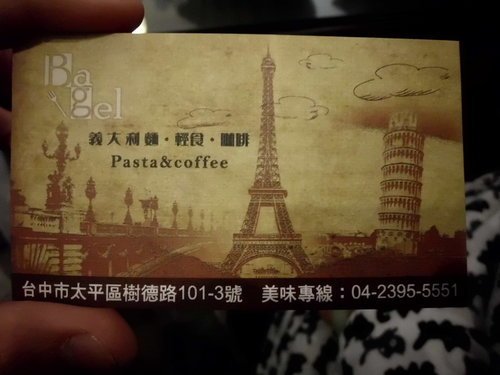 Bagel
義大利麵・輕食・咖啡
Pasta&coffee
台中市太平區樹德路101-3號 美味專線：04-2395-5551